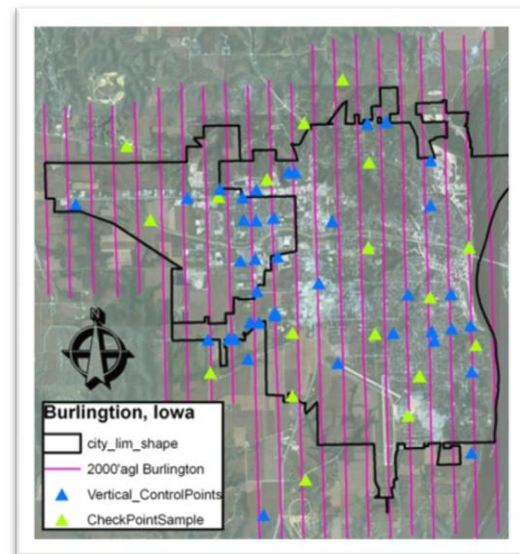 N
Burlington, Iowa
city_lim_shape
2000'agl Burlington
Vertical_ControlPoints
CheckPointSample